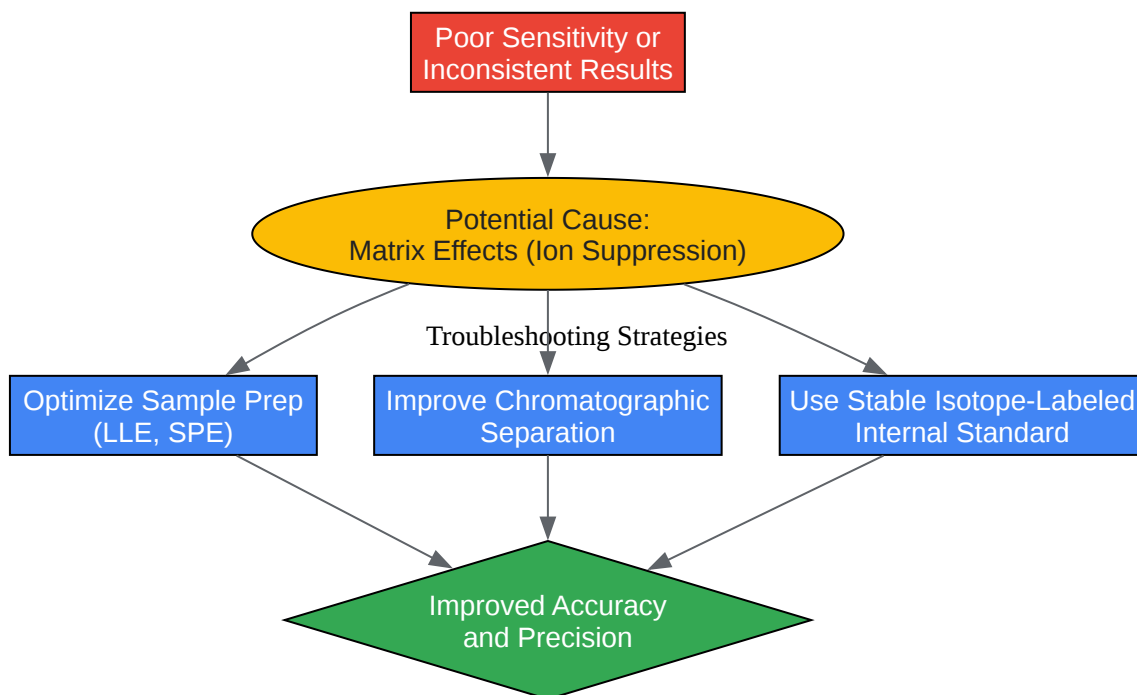 Poor Sensitivity or
Inconsistent Results
Potential Cause:
Matrix Effects (Ion Suppression)
Troubleshooting Strategies
Optimize Sample Prep
(LLE, SPE)
Improve Chromatographic
Separation
Use Stable Isotope-Labeled
Internal Standard
Improved Accuracy
and Precision